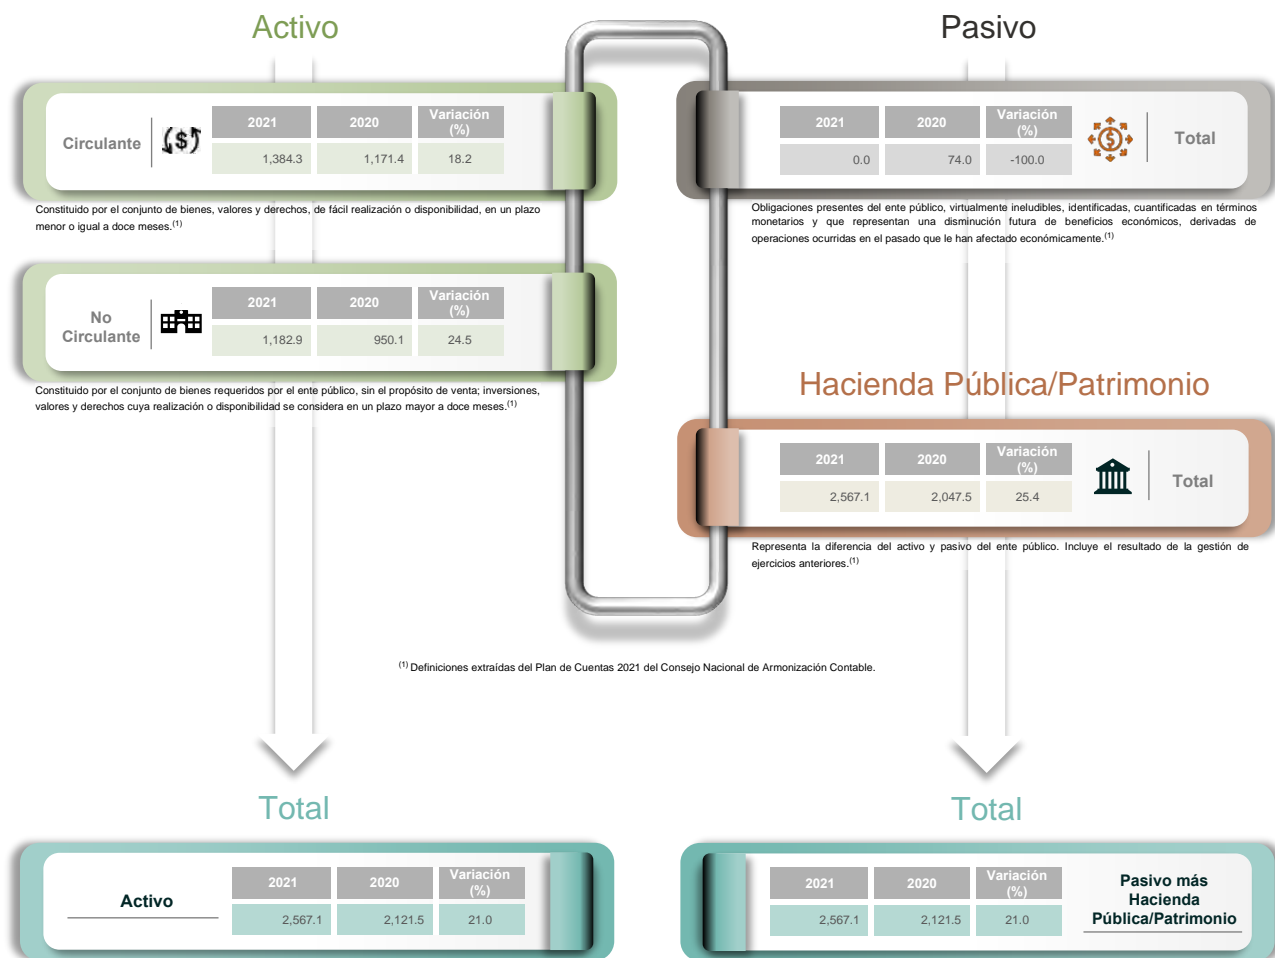 Activo
Circulante
2021 2020 Variación (%)
1,384.3 1,171.4 18.2
Constituido por el conjunto de bienes, valores y derechos, de fácil realización o disponibilidad, en un plazo
menor o igual a doce meses.(1)
No
Circulante
2021 2020 Variación (%)
1,182.9 950.1 24.5
Constituido por el conjunto de bienes requeridos por el ente público, sin el propósito de venta; inversiones,
valores y derechos cuya realización o disponibilidad se considera en un plazo mayor a doce meses.(1)
Pasivo
2021 2020 Variación (%)
0.0 74.0 -100.0
Total
Obligaciones presentes del ente público, virtualmente ineludibles, identificadas, cuantificadas en términos
monetarios y que representan una disminución futura de beneficios económicos, derivadas de
operaciones ocurridas en el pasado que le han afectado económicamente.(1)
Hacienda Pública/Patrimonio
2021 2020 Variación (%)
2,567.1 2,047.5 25.4
Total
Representa la diferencia del activo y pasivo del ente público. Incluye el resultado de la gestión de
ejercicios anteriores.(1)
(1) Definiciones extraídas del Plan de Cuentas 2021 del Consejo Nacional de Armonización Contable.
Total
Activo
2021 2020 Variación (%)
2,567.1 2,121.5 21.0
Total
2021 2020 Variación (%)
2,567.1 2,121.5 21.0
Pasivo más
Hacienda
Pública/Patrimonio